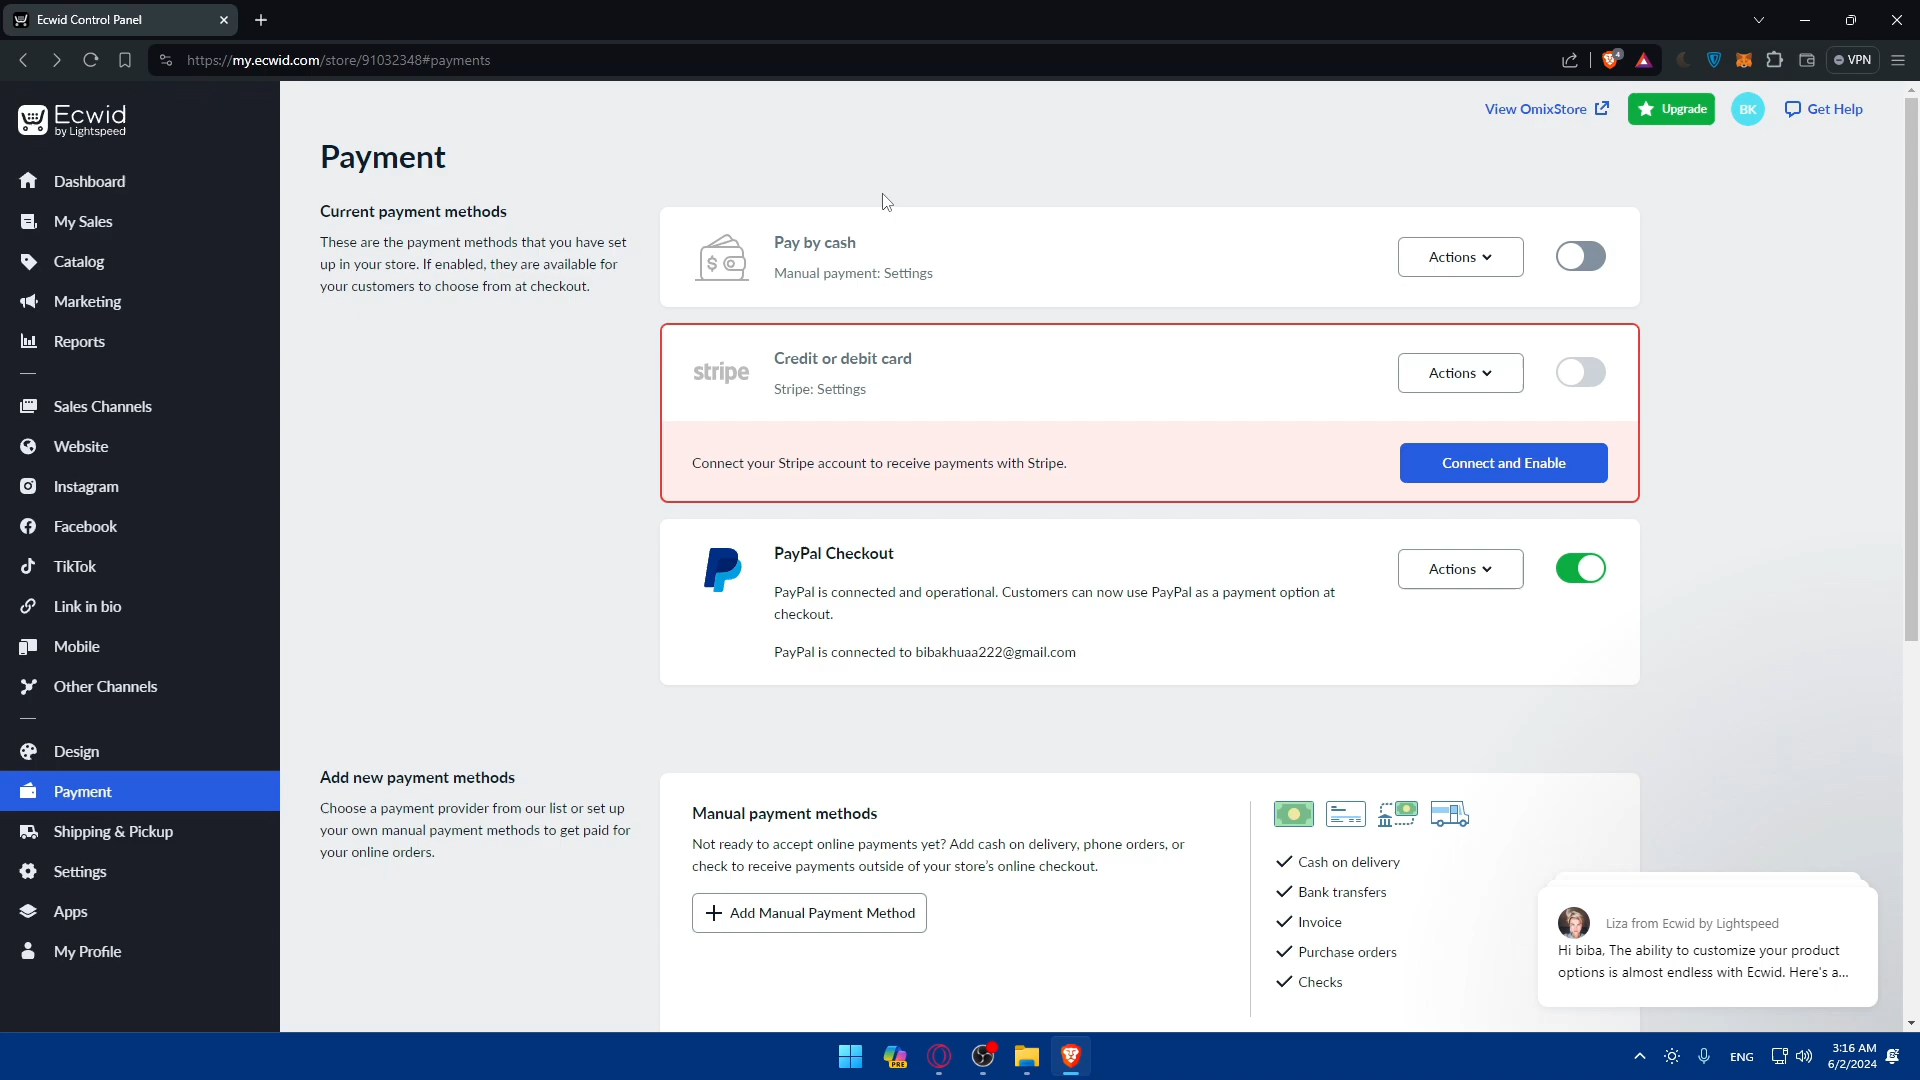 Ecwid Control Panel
https://my.ecwid.com/store/91032348#payments
4
VPN
Ecwid
by Lightspeed
View OmixStore
Upgrade
BK
Get Help
Dashboard
My Sales
Catalog
Marketing
Reports
Sales Channels
Website
Instagram
Facebook
TikTok
Link in bio
Mobile
Other Channels
Design
Payment
Shipping & Pickup
Settings
Apps
My Profile
Payment
Current payment methods
These are the payment methods that you have set
up in your store. If enabled, they are available for
your customers to choose from at checkout.
Pay by cash
Manual payment: Settings
Actions
stripe
Credit or debit card
Stripe: Settings
Actions
Connect your Stripe account to receive payments with Stripe.
Connect and Enable
PayPal Checkout
PayPal is connected and operational. Customers can now use PayPal as a payment option at
checkout.
PayPal is connected to bibakhuaa222@gmail.com
Actions
Add new payment methods
Choose a payment provider from our list or set up
your own manual payment methods to get paid for
your online orders.
Manual payment methods
Not ready to accept online payments yet? Add cash on delivery, phone orders, or
check to receive payments outside of your store's online checkout.
Add Manual Payment Method
Cash on delivery
Bank transfers
Invoice
Purchase orders
Checks
Liza from Ecwid by Lightspeed
Hi biba, The ability to customize your product
options is almost endless with Ecwid. Here's a...
PRE
ENG
3:16 AM
6/2/2024